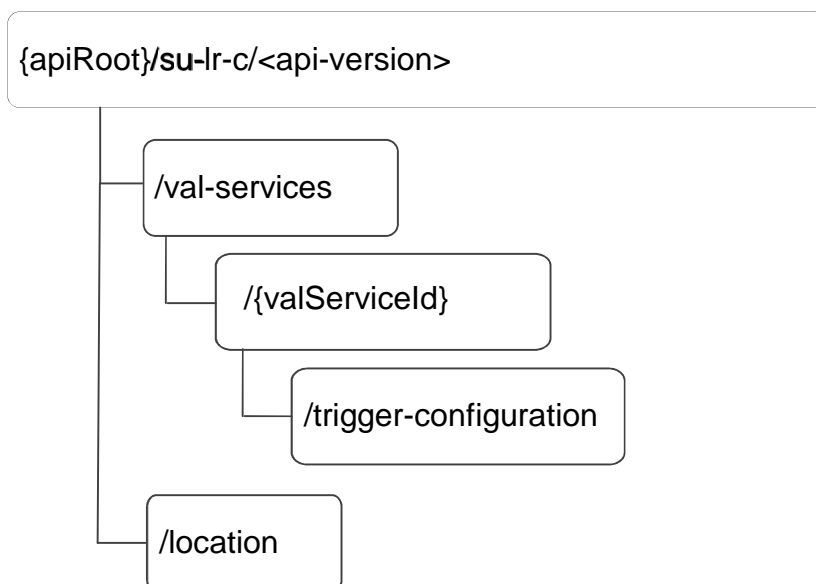 {apiRoot}/su-lr-c/<api-version>
/val-services
/{valServiceId}
/trigger-configuration
/location